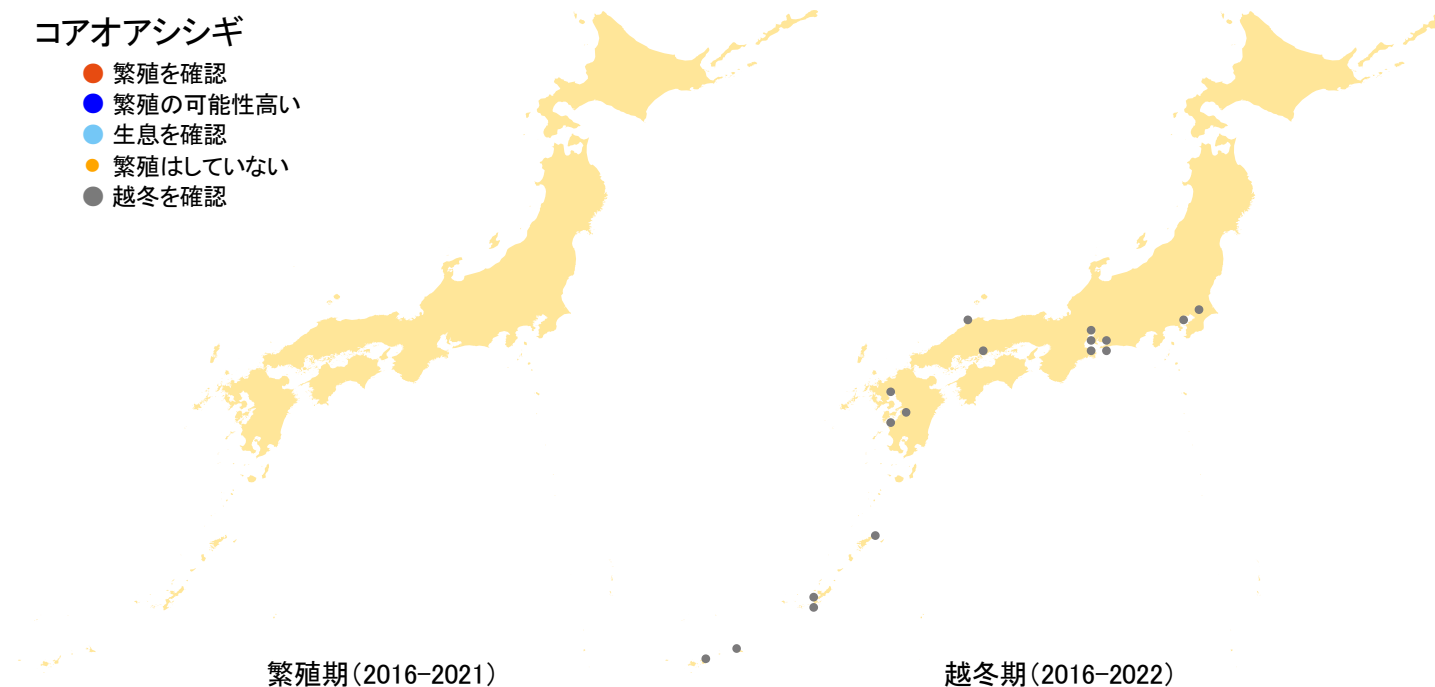 コアオアシシギ
繁殖を確認
繁殖の可能性高い
生息を確認
繁殖はしていない
越冬を確認
繁殖期（2016-2021）
越冬期（2016-2022）